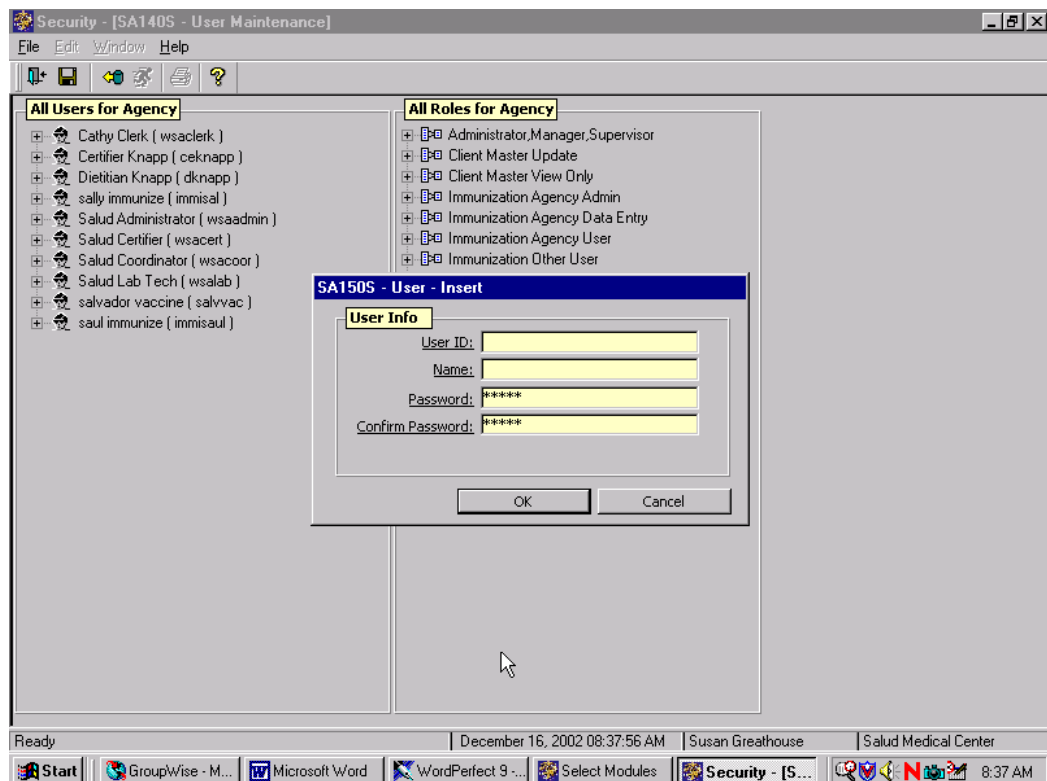 Security - [SA140S - User Maintenance]
File Edit Window Help
All Users for Agency
Cathy Clerk ( wsaclerk )
Certifier Knapp ( ceknapp )
Dietitian Knapp ( dknapp )
sally immunize ( immisal )
Salud Administrator ( wsaadmin )
Salud Certifier ( wsacert )
Salud Coordinator ( wsacoor )
Salud Lab Tech ( wsalab )
salvador vaccine ( salvvac )
saul immunize ( immisaul )
All Roles for Agency
Administrator,Manager,Supervisor
Client Master Update
Client Master View Only
Immunization Agency Admin
Immunization Agency Data Entry
Immunization Agency User
Immunization Other User
SA150S - User - Insert
User Info
User ID:
Name:
Password: *****
Confirm Password: *****
OK Cancel
Ready December 16, 2002 08:37:56 AM Susan Greathouse Salud Medical Center
Start GroupWise - M... Microsoft Word WordPerfect 9 -... Select Modules Security - [S... N 8:37 AM